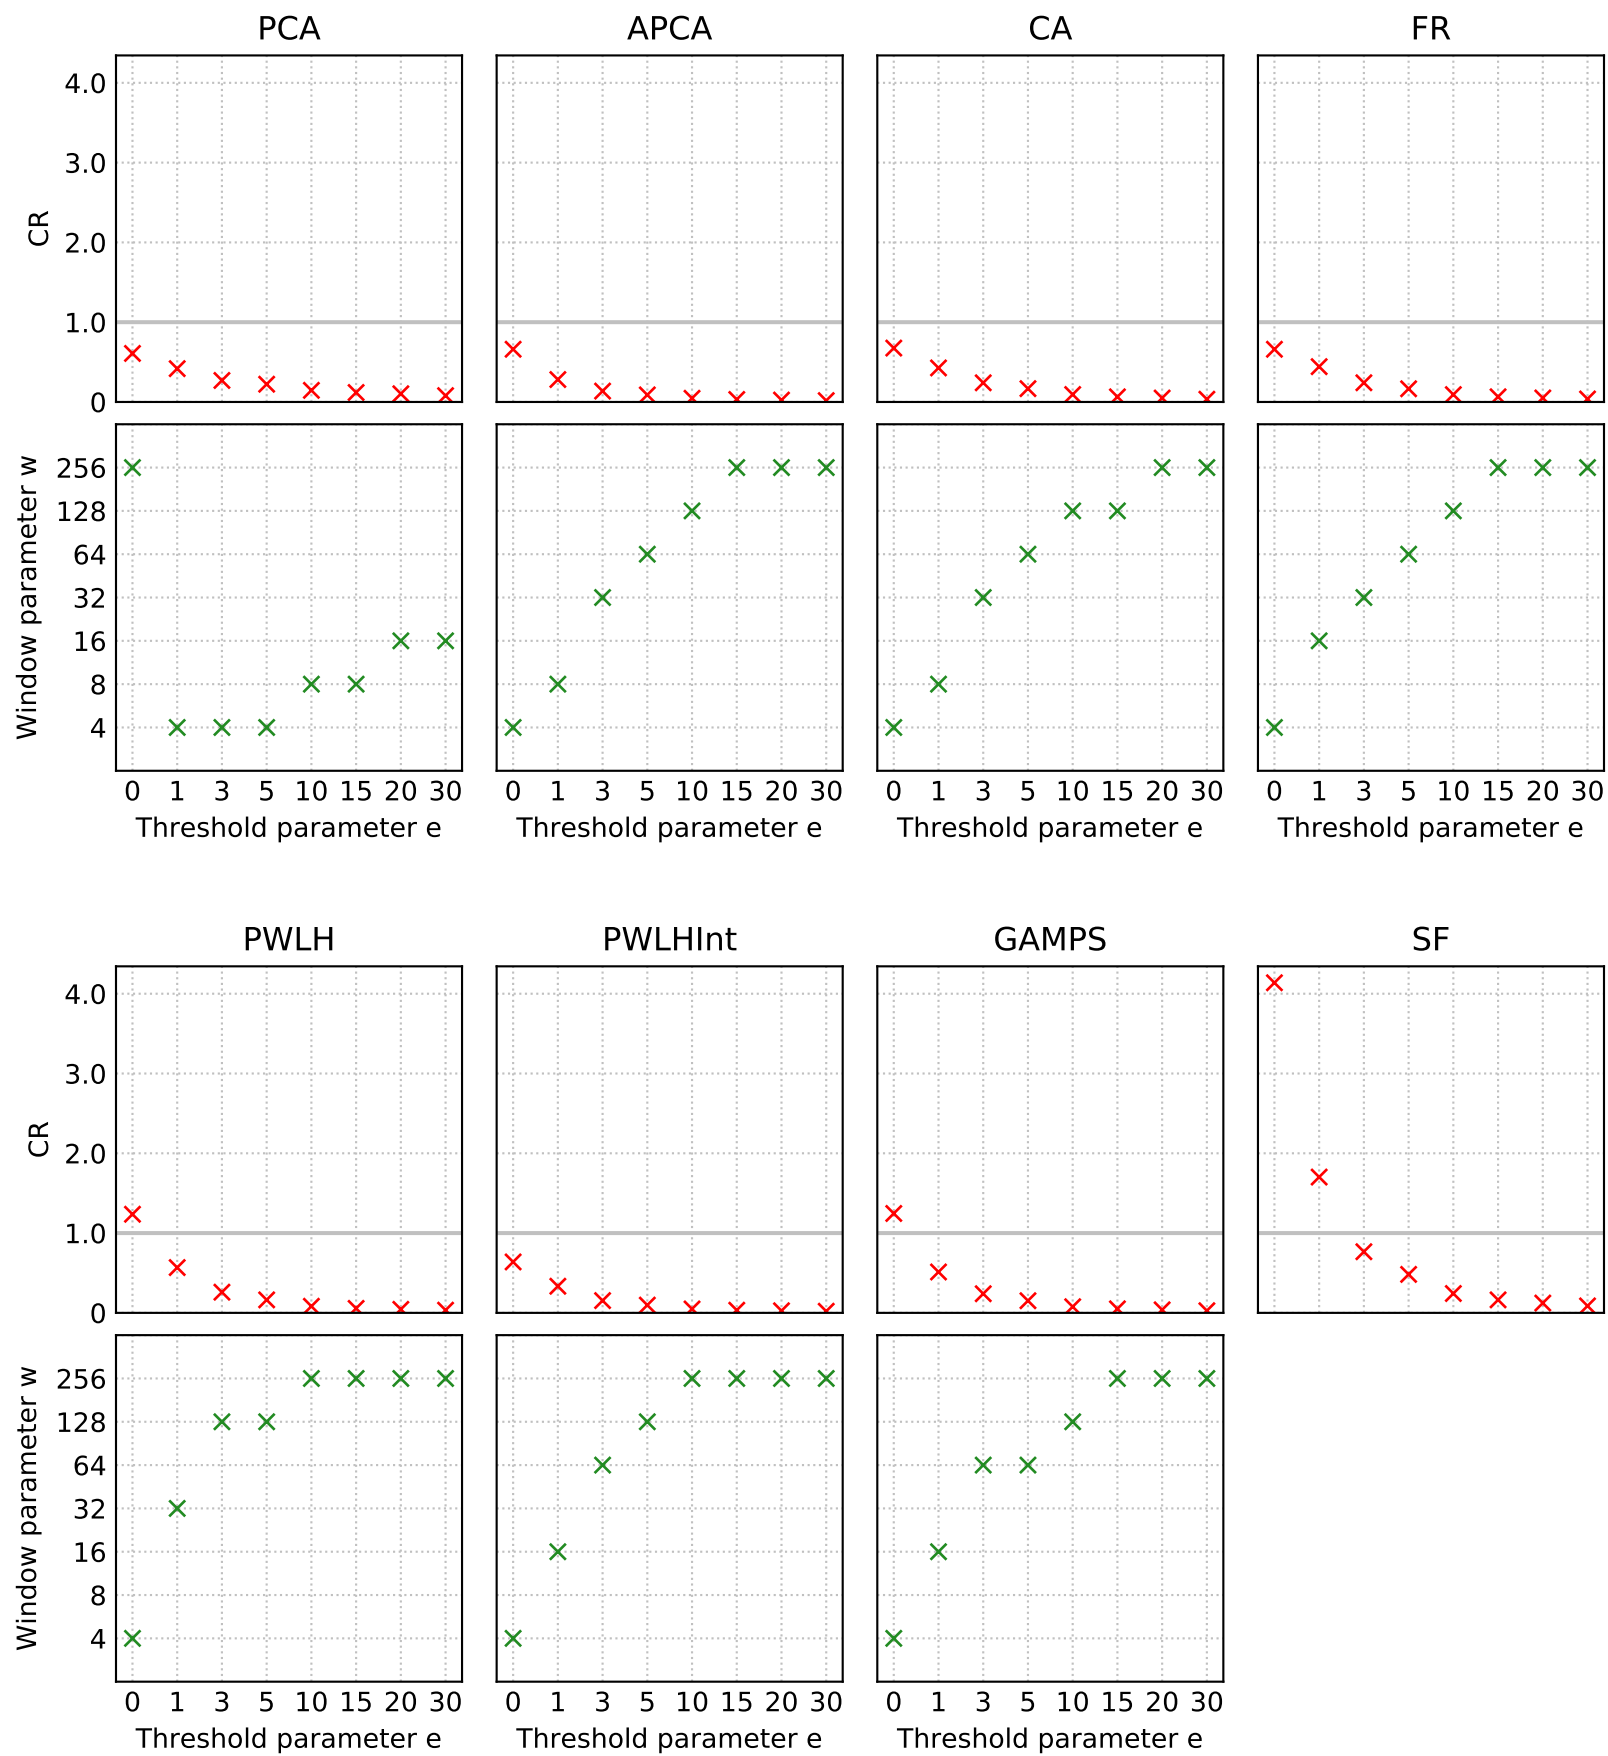 PCA APCA CA FR
4.0
3.0
2.0
1.0
0
CR
256
128
64
32
16
8
4
Window parameter w
0 1 3 5 10 15 20 30 0 1 3 5 10 15 20 30 0 1 3 5 10 15 20 30 0 1 3 5 10 15 20 30
Threshold parameter e Threshold parameter e Threshold parameter e Threshold parameter e
PWLH PWLHInt GAMPS SF
4.0
3.0
2.0
1.0
0
CR
256
128
64
32
16
8
4
Window parameter w
0 1 3 5 10 15 20 30 0 1 3 5 10 15 20 30 0 1 3 5 10 15 20 30
Threshold parameter e Threshold parameter e Threshold parameter e